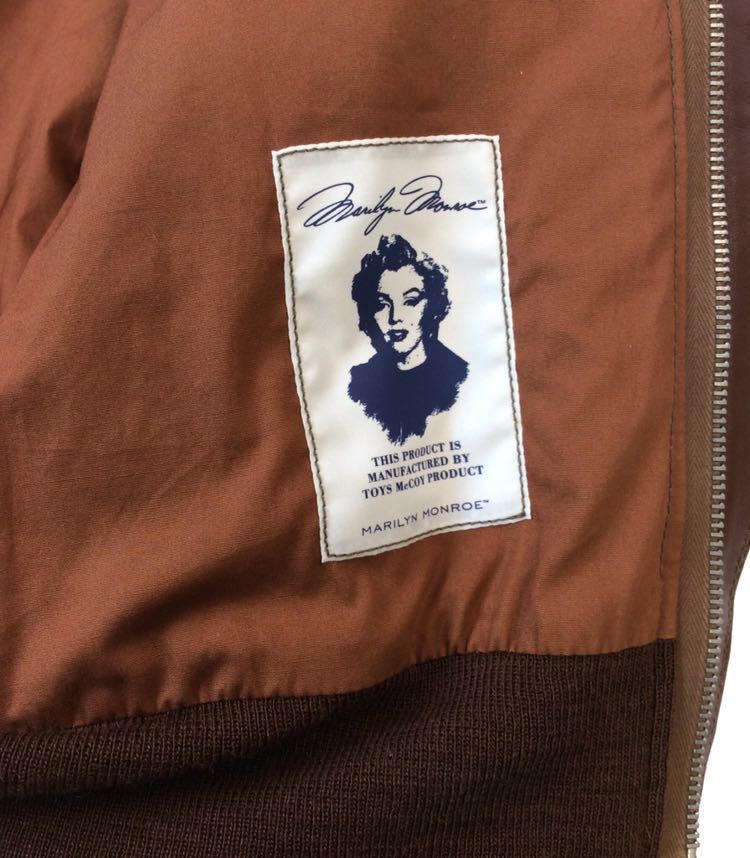 Marilyn Monroe™
THIS PRODUCT IS
MANUFACTURED BY
TOYS McCOY PRODUCT
MARILYN MONROE™